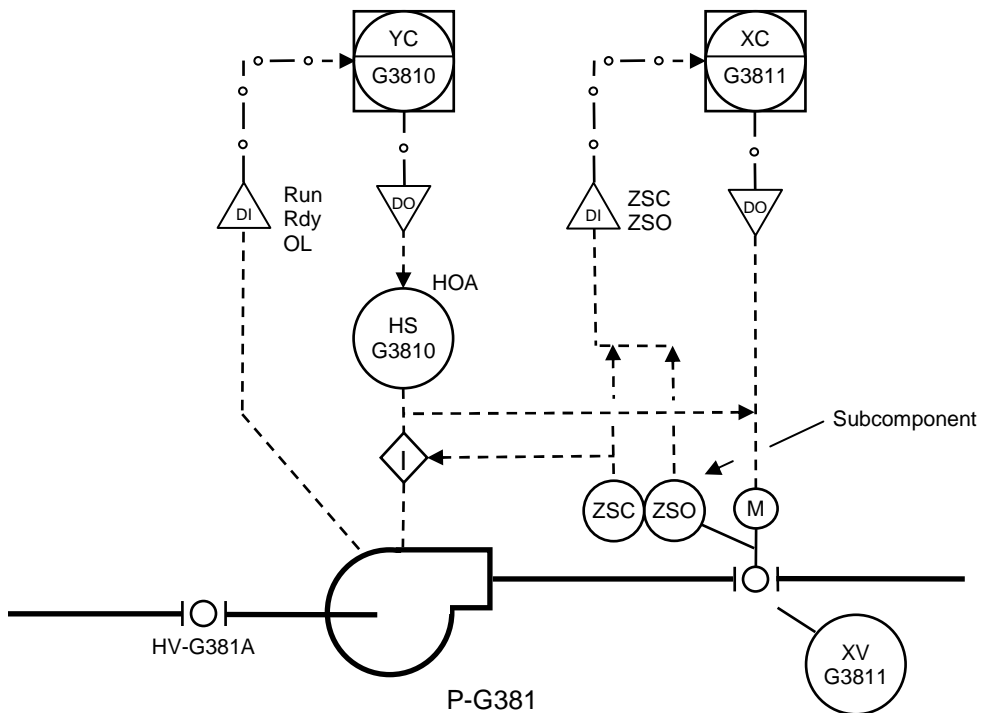 YC
G3810
XC
G3811
DI
Run
Rdy
OL
DO
DI
ZSC
ZSO
DO
HOA
HS
G3810
Subcomponent
ZSC
ZSO
M
I
HV-G381A
XV
G3811
P-G381